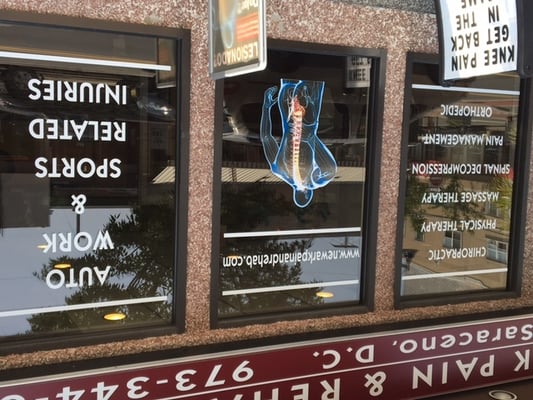 K PAIN & REHA
Saraceno, D.C. 973-344-
CHIROPRACTIC
PHYSICAL THERAPY
MASSAGE THERAPY
SPINAL DECOMPRESSION
PAIN MANAGEMENT
ORTHOPEDIC
www.newarkpainandrehab.com
AUTO
WORK
&
SPORTS
RELATED
INJURIES
KNEE PAIN
GET BACK
IN THE
GAME
LESIONADO